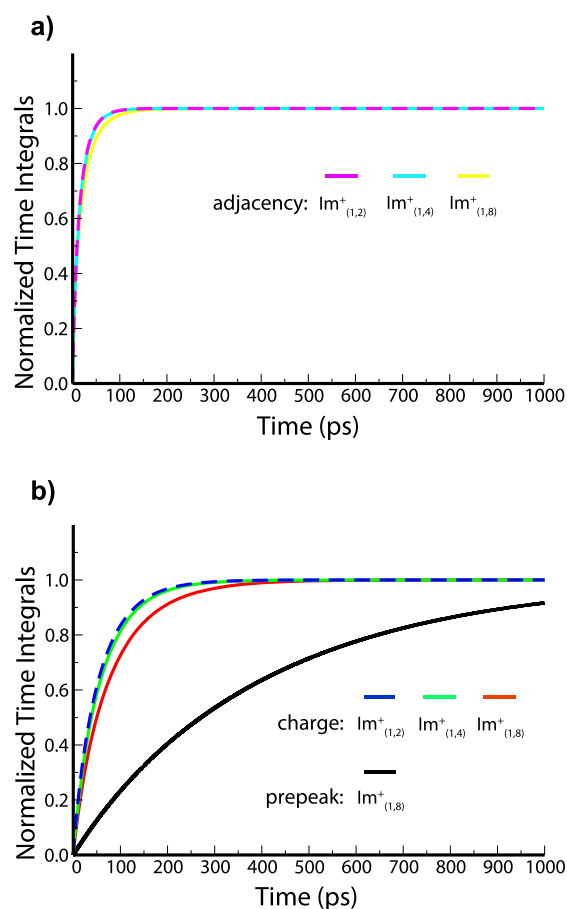 a)
Normalized Time Integrals
1.0
0.8
0.6
0.4
0.2
0.0
adjacency: Im⁺(1,2) Im⁺(1,4) Im⁺(1,8)
0 100 200 300 400 500 600 700 800 900 1000
Time (ps)
b)
Normalized Time Integrals
1.0
0.8
0.6
0.4
0.2
0.0
charge: Im⁺(1,2) Im⁺(1,4) Im⁺(1,8)
prepeak: Im⁺(1,8)
0 100 200 300 400 500 600 700 800 900 1000
Time (ps)